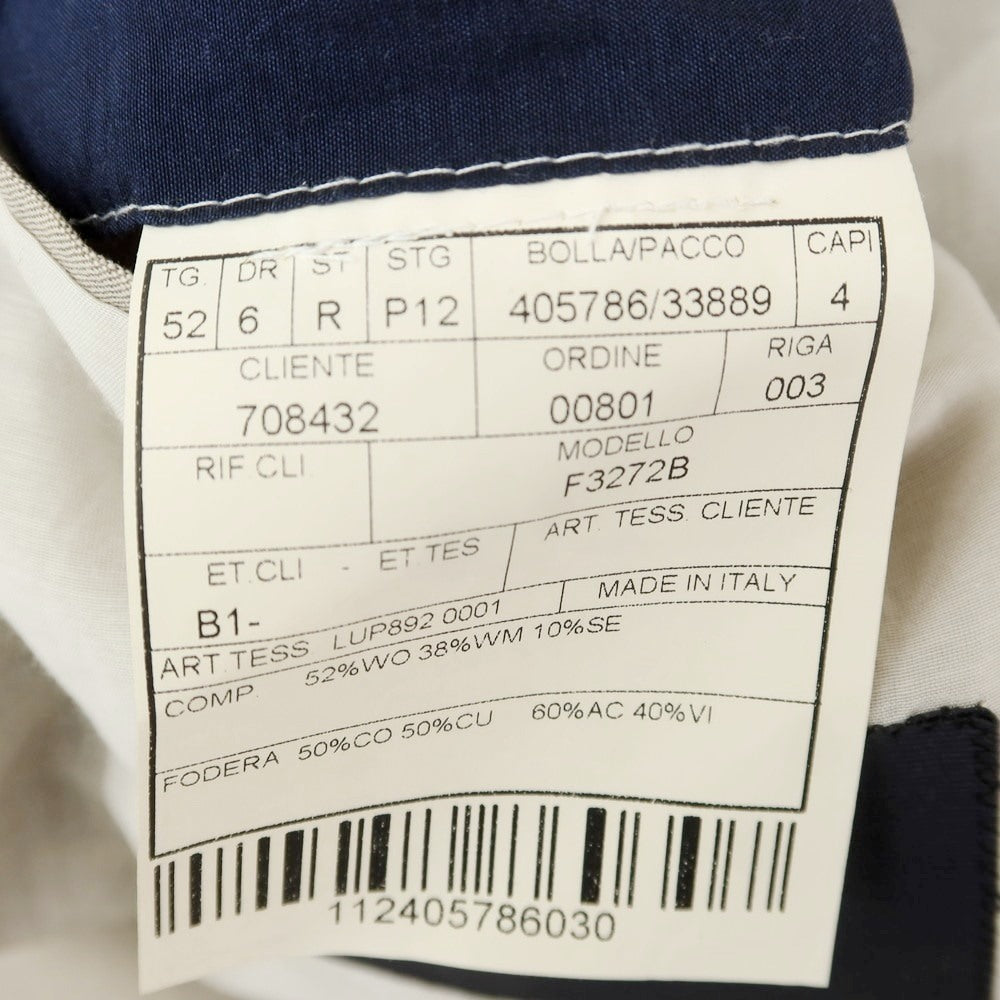 TG. DR ST STG BOLLA/PACCO CAPI
52 6 R P12 405786/33889 4
CLIENTE ORDINE RIGA
708432 00801 003
RIF.CLI. MODELLO
F3272B
ET.CLI - ET.TES ART. TESS. CLIENTE
B1-
ART.TESS LUP892 0001 MADE IN ITALY
COMP. 52%WO 38%WM 10%SE
FODERA 50%CO 50%CU 60%AC 40%VI
112405786030